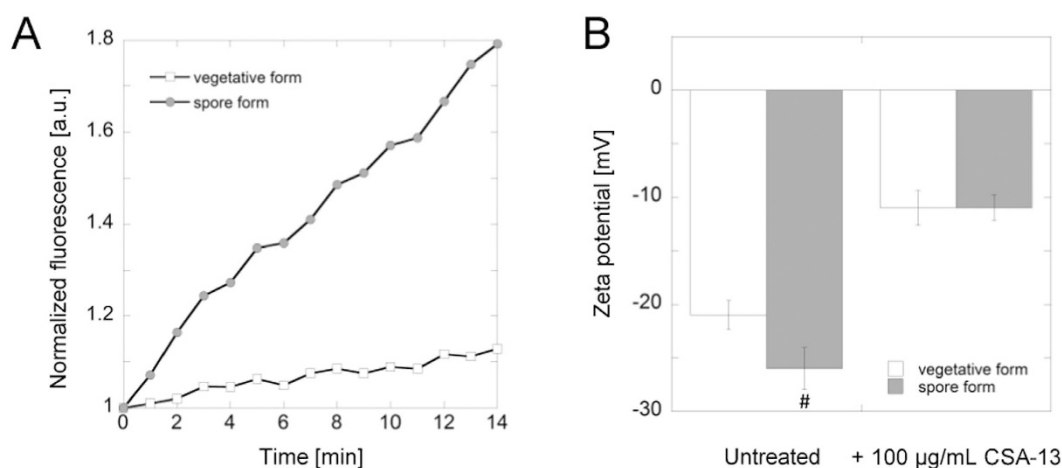 A
Normalized fluorescence [a.u.]
1.8
1.6
1.4
1.2
1
vegetative form
spore form
0
2
4
6
8
10
12
14
Time [min]
B
Zeta potential [mV]
0
-10
-20
-30
#
vegetative form
spore form
Untreated
+ 100 µg/mL CSA-13